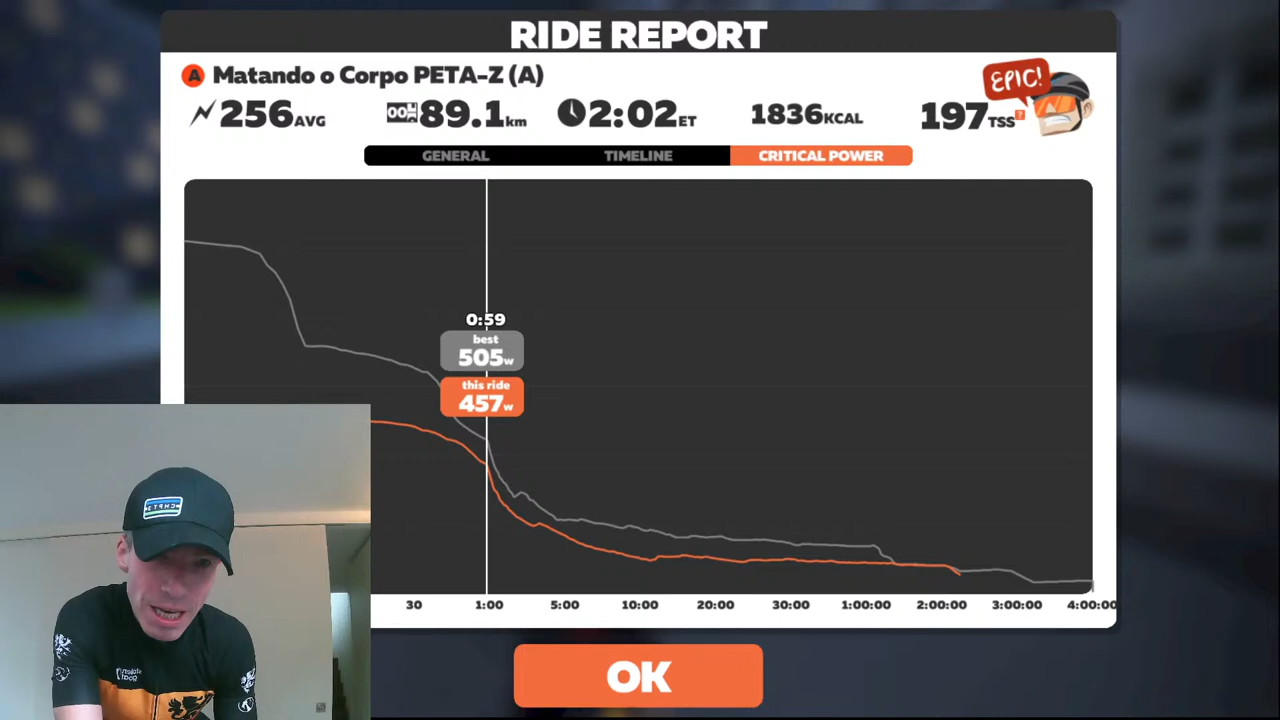 RIDE REPORT
A Matando o Corpo PETA-Z (A)
EPIC!
256AVG 89.1km 2:02ET 1836KCAL 197TSS ?
GENERAL TIMELINE CRITICAL POWER
0:59
best
505w
this ride
457w
30 1:00 5:00 10:00 20:00 30:00 1:00:00 2:00:00 3:00:00 4:00:00
OK